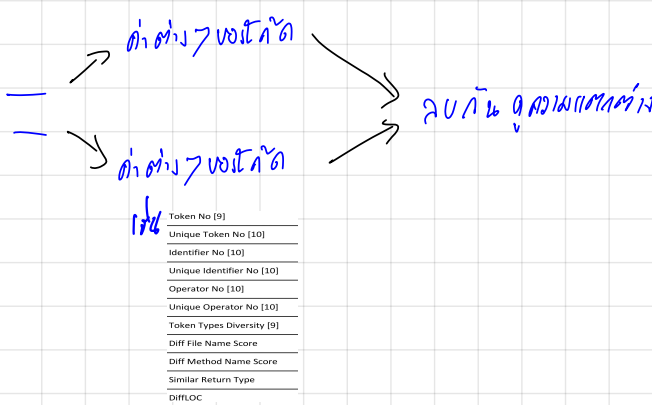 ค่าต่างๆของโค้ด
ลบกัน ดูความแตกต่าง
ค่าต่างๆของโค้ด
เช่น
Token No [9]
Unique Token No [10]
Identifier No [10]
Unique Identifier No [10]
Operator No [10]
Unique Operator No [10]
Token Types Diversity [9]
Diff File Name Score
Diff Method Name Score
Similar Return Type
DiffLOC